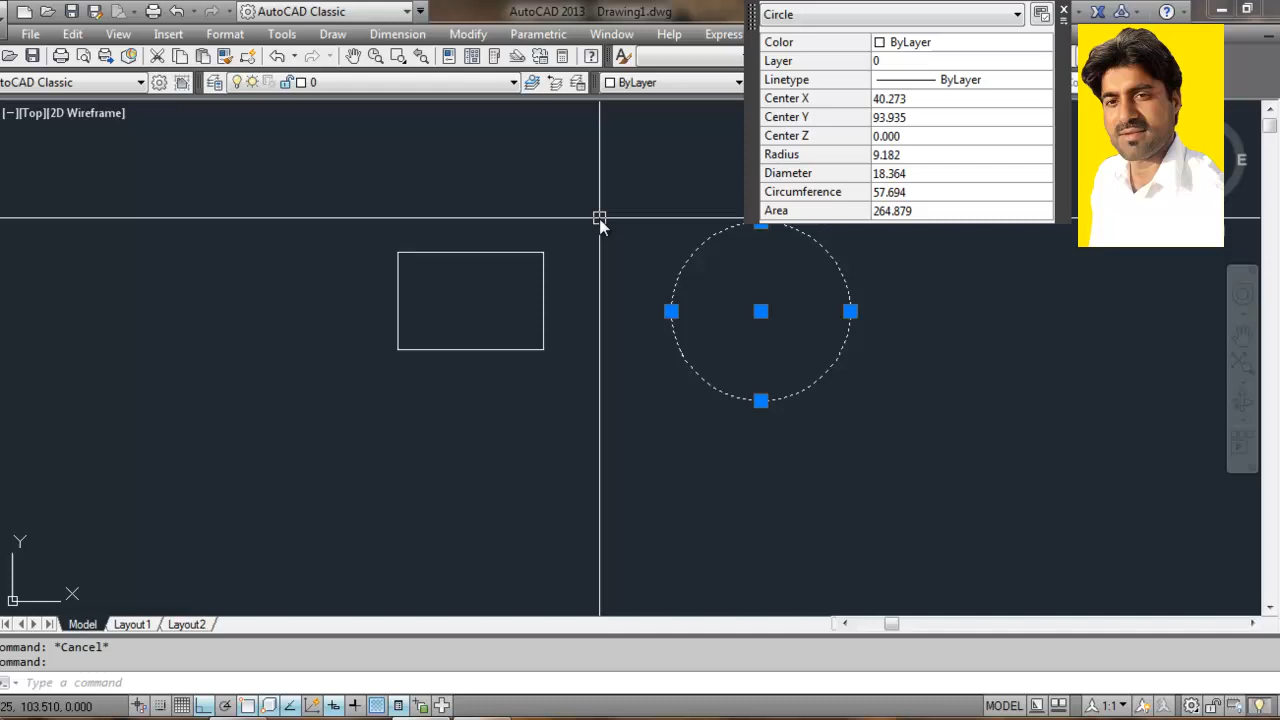 AutoCAD Classic
AutoCAD 2013 Drawing1.dwg
File Edit View Insert Format Tools Draw Dimension Modify Parametric Window Help Express
toCAD Classic
0
ByLayer
[−][Top][2D Wireframe]
Circle
Color ByLayer
Layer 0
Linetype ByLayer
Center X 40.273
Center Y 93.935
Center Z 0.000
Radius 9.182
Diameter 18.364
Circumference 57.694
Area 264.879
E
Y
X
Model Layout1 Layout2
ommand: *Cancel*
ommand:
Type a command
25, 103.510, 0.000
MODEL
1:1